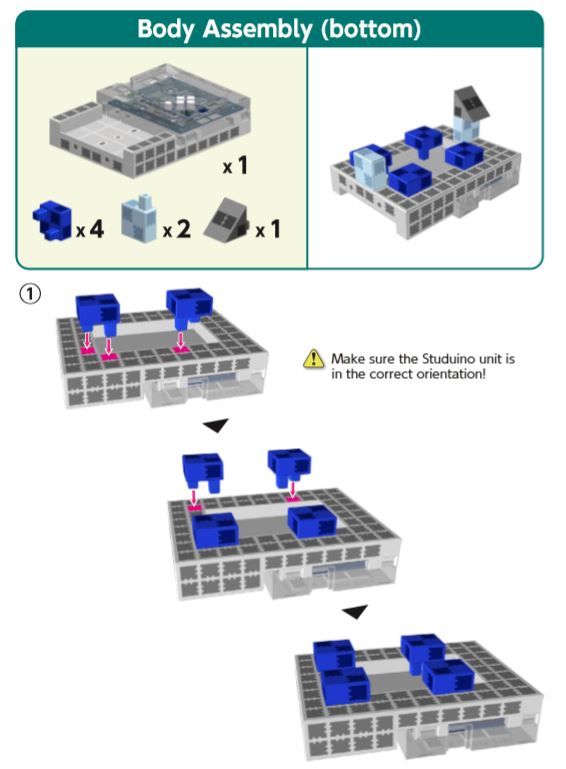 Body Assembly (bottom)
x 1
x 4
x 2
x 1
①
Make sure the Studuino unit is
in the correct orientation!